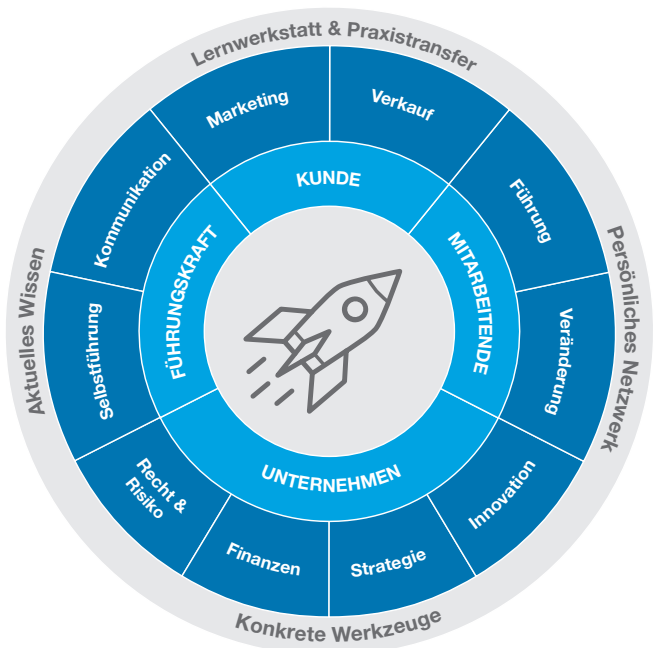 Lernwerkstatt & Praxistransfer
Persönliches Netzwerk
Konkrete Werkzeuge
Aktuelles Wissen
Marketing
Verkauf
Führung
Veränderung
Innovation
Strategie
Finanzen
Recht &
Risiko
Selbstführung
Kommunikation
KUNDE
MITARBEITENDE
UNTERNEHMEN
FÜHRUNGSKRAFT